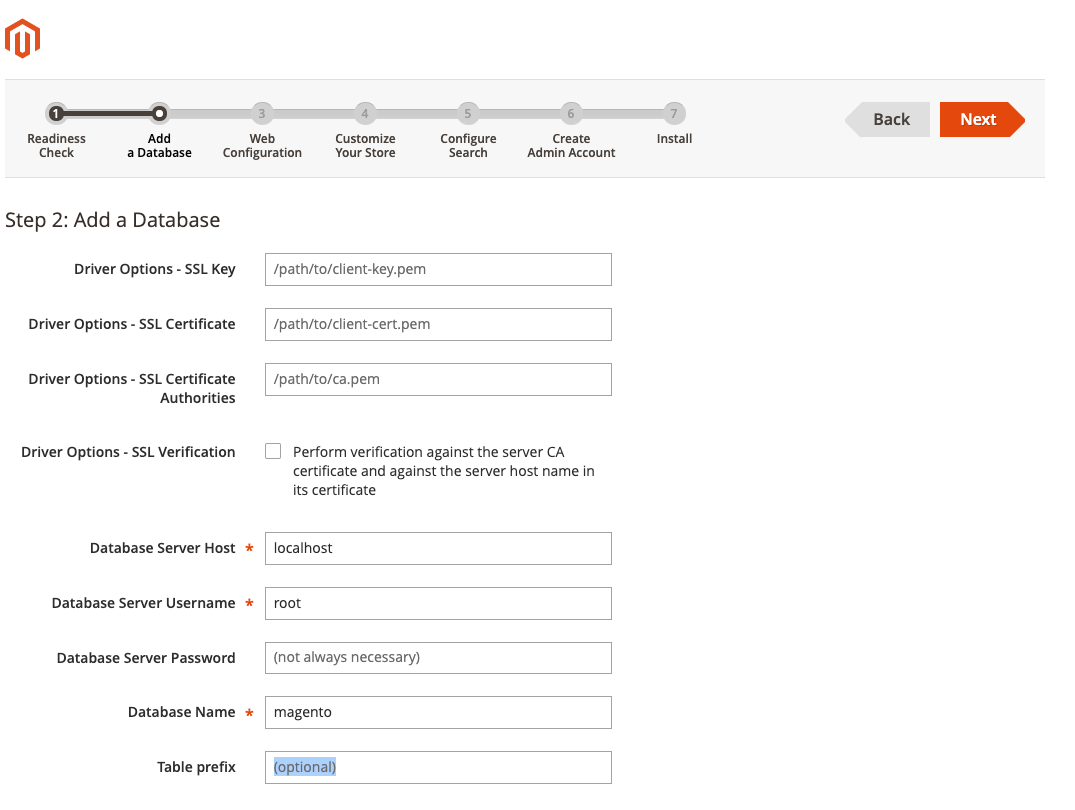 1 2 3 4 5 6 7
Readiness Check
Add a Database
Web Configuration
Customize Your Store
Configure Search
Create Admin Account
Install
Back
Next
Step 2: Add a Database
Driver Options - SSL Key
/path/to/client-key.pem
Driver Options - SSL Certificate
/path/to/client-cert.pem
Driver Options - SSL Certificate
Authorities
/path/to/ca.pem
Driver Options - SSL Verification
Perform verification against the server CA
certificate and against the server host name in
its certificate
Database Server Host *
localhost
Database Server Username *
root
Database Server Password
(not always necessary)
Database Name *
magento
Table prefix
(optional)